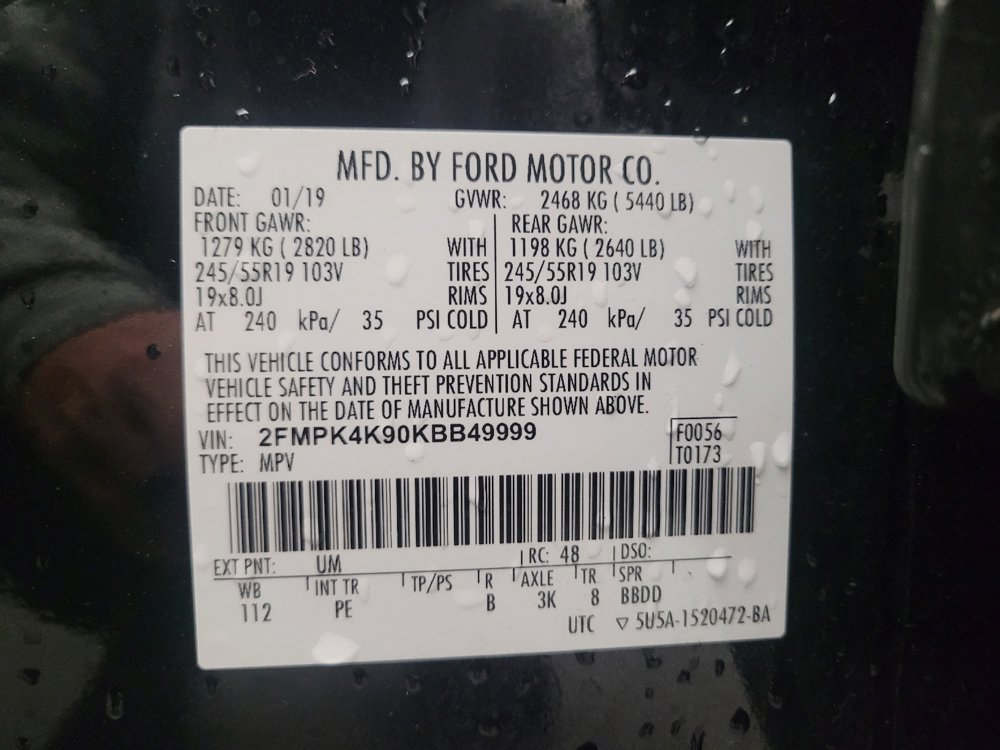 MFD. BY FORD MOTOR CO.
DATE: 01/19 GVWR: 2468 KG ( 5440 LB)
FRONT GAWR: REAR GAWR:
1279 KG ( 2820 LB) WITH 1198 KG ( 2640 LB) WITH
245/55R19 103V TIRES 245/55R19 103V TIRES
19x8.0J RIMS 19x8.0J RIMS
AT 240 kPa/ 35 PSI COLD AT 240 kPa/ 35 PSI COLD
THIS VEHICLE CONFORMS TO ALL APPLICABLE FEDERAL MOTOR
VEHICLE SAFETY AND THEFT PREVENTION STANDARDS IN
EFFECT ON THE DATE OF MANUFACTURE SHOWN ABOVE.
VIN: 2FMPK4K90KBB49999 F0056
TYPE: MPV T0173
EXT PNT: UM RC: 48 DSO:
WB INT TR TP/PS R AXLE TR SPR
112 PE B 3K 8 BBDD
UTC ▽ 5U5A-1520472-BA